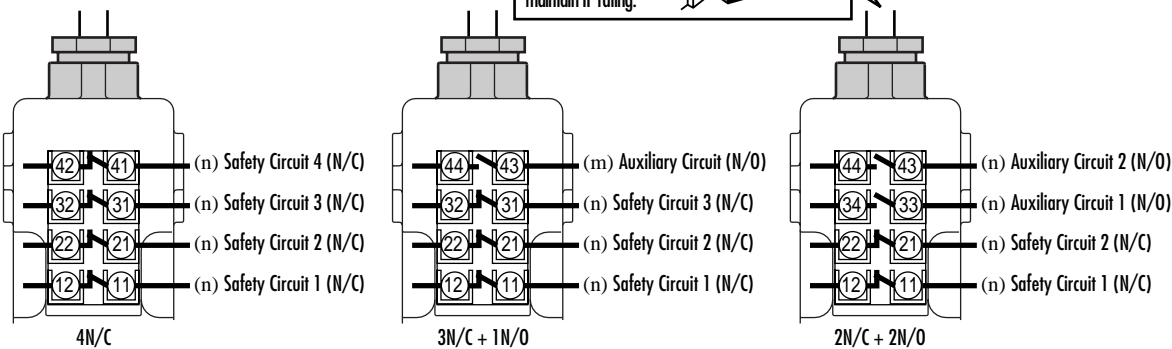 maintain IP rating.
42 41 (n) Safety Circuit 4 (N/C)
32 31 (n) Safety Circuit 3 (N/C)
22 21 (n) Safety Circuit 2 (N/C)
12 11 (n) Safety Circuit 1 (N/C)
4N/C
44 43 (m) Auxiliary Circuit (N/O)
32 31 (n) Safety Circuit 3 (N/C)
22 21 (n) Safety Circuit 2 (N/C)
12 11 (n) Safety Circuit 1 (N/C)
3N/C + 1N/O
44 43 (n) Auxiliary Circuit 2 (N/O)
34 33 (n) Auxiliary Circuit 1 (N/O)
22 21 (n) Safety Circuit 2 (N/C)
12 11 (n) Safety Circuit 1 (N/C)
2N/C + 2N/O